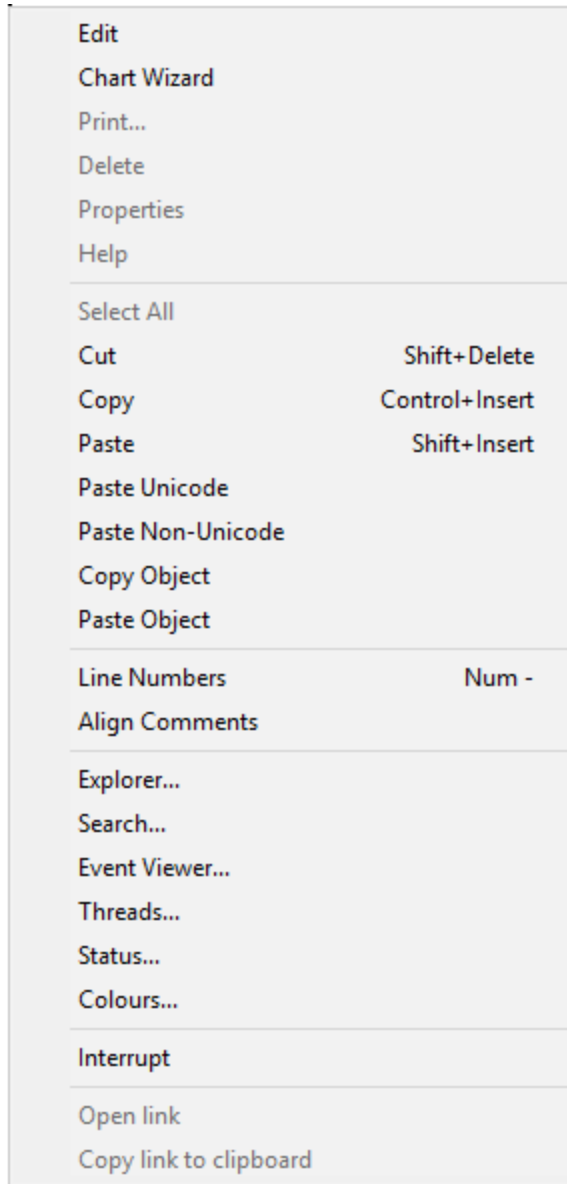 Edit
Chart Wizard
Print...
Delete
Properties
Help
Select All
Cut Shift+Delete
Copy Control+Insert
Paste Shift+Insert
Paste Unicode
Paste Non-Unicode
Copy Object
Paste Object
Line Numbers Num -
Align Comments
Explorer...
Search...
Event Viewer...
Threads...
Status...
Colours...
Interrupt
Open link
Copy link to clipboard